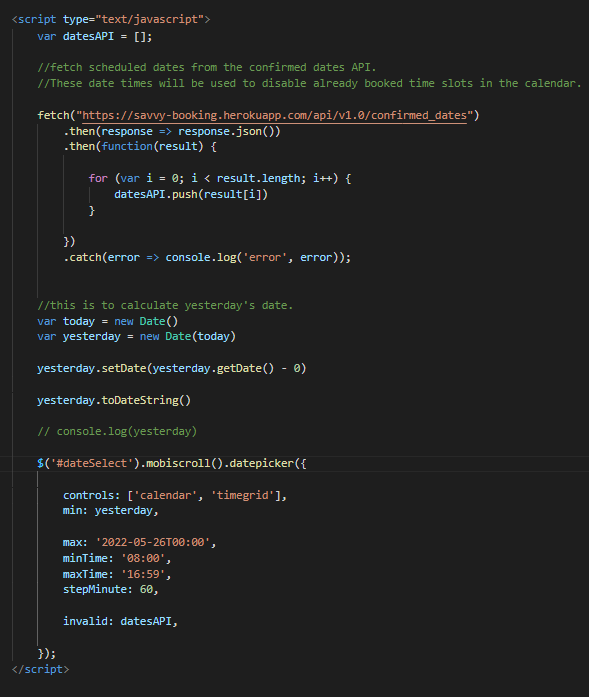 <script type="text/javascript">
var datesAPI = [];
//fetch scheduled dates from the confirmed dates API.
//These date times will be used to disable already booked time slots in the calendar.
fetch("https://savvy-booking.herokuapp.com/api/v1.0/confirmed_dates")
.then(response => response.json())
.then(function(result) {
for (var i = 0; i < result.length; i++) {
datesAPI.push(result[i])
}
})
.catch(error => console.log('error', error));
//this is to calculate yesterday's date.
var today = new Date()
var yesterday = new Date(today)
yesterday.setDate(yesterday.getDate() - 0)
yesterday.toDateString()
// console.log(yesterday)
$('#dateSelect').mobiscroll().datepicker({
controls: ['calendar', 'timegrid'],
min: yesterday,
max: '2022-05-26T00:00',
minTime: '08:00',
maxTime: '16:59',
stepMinute: 60,
invalid: datesAPI,
});
</script>